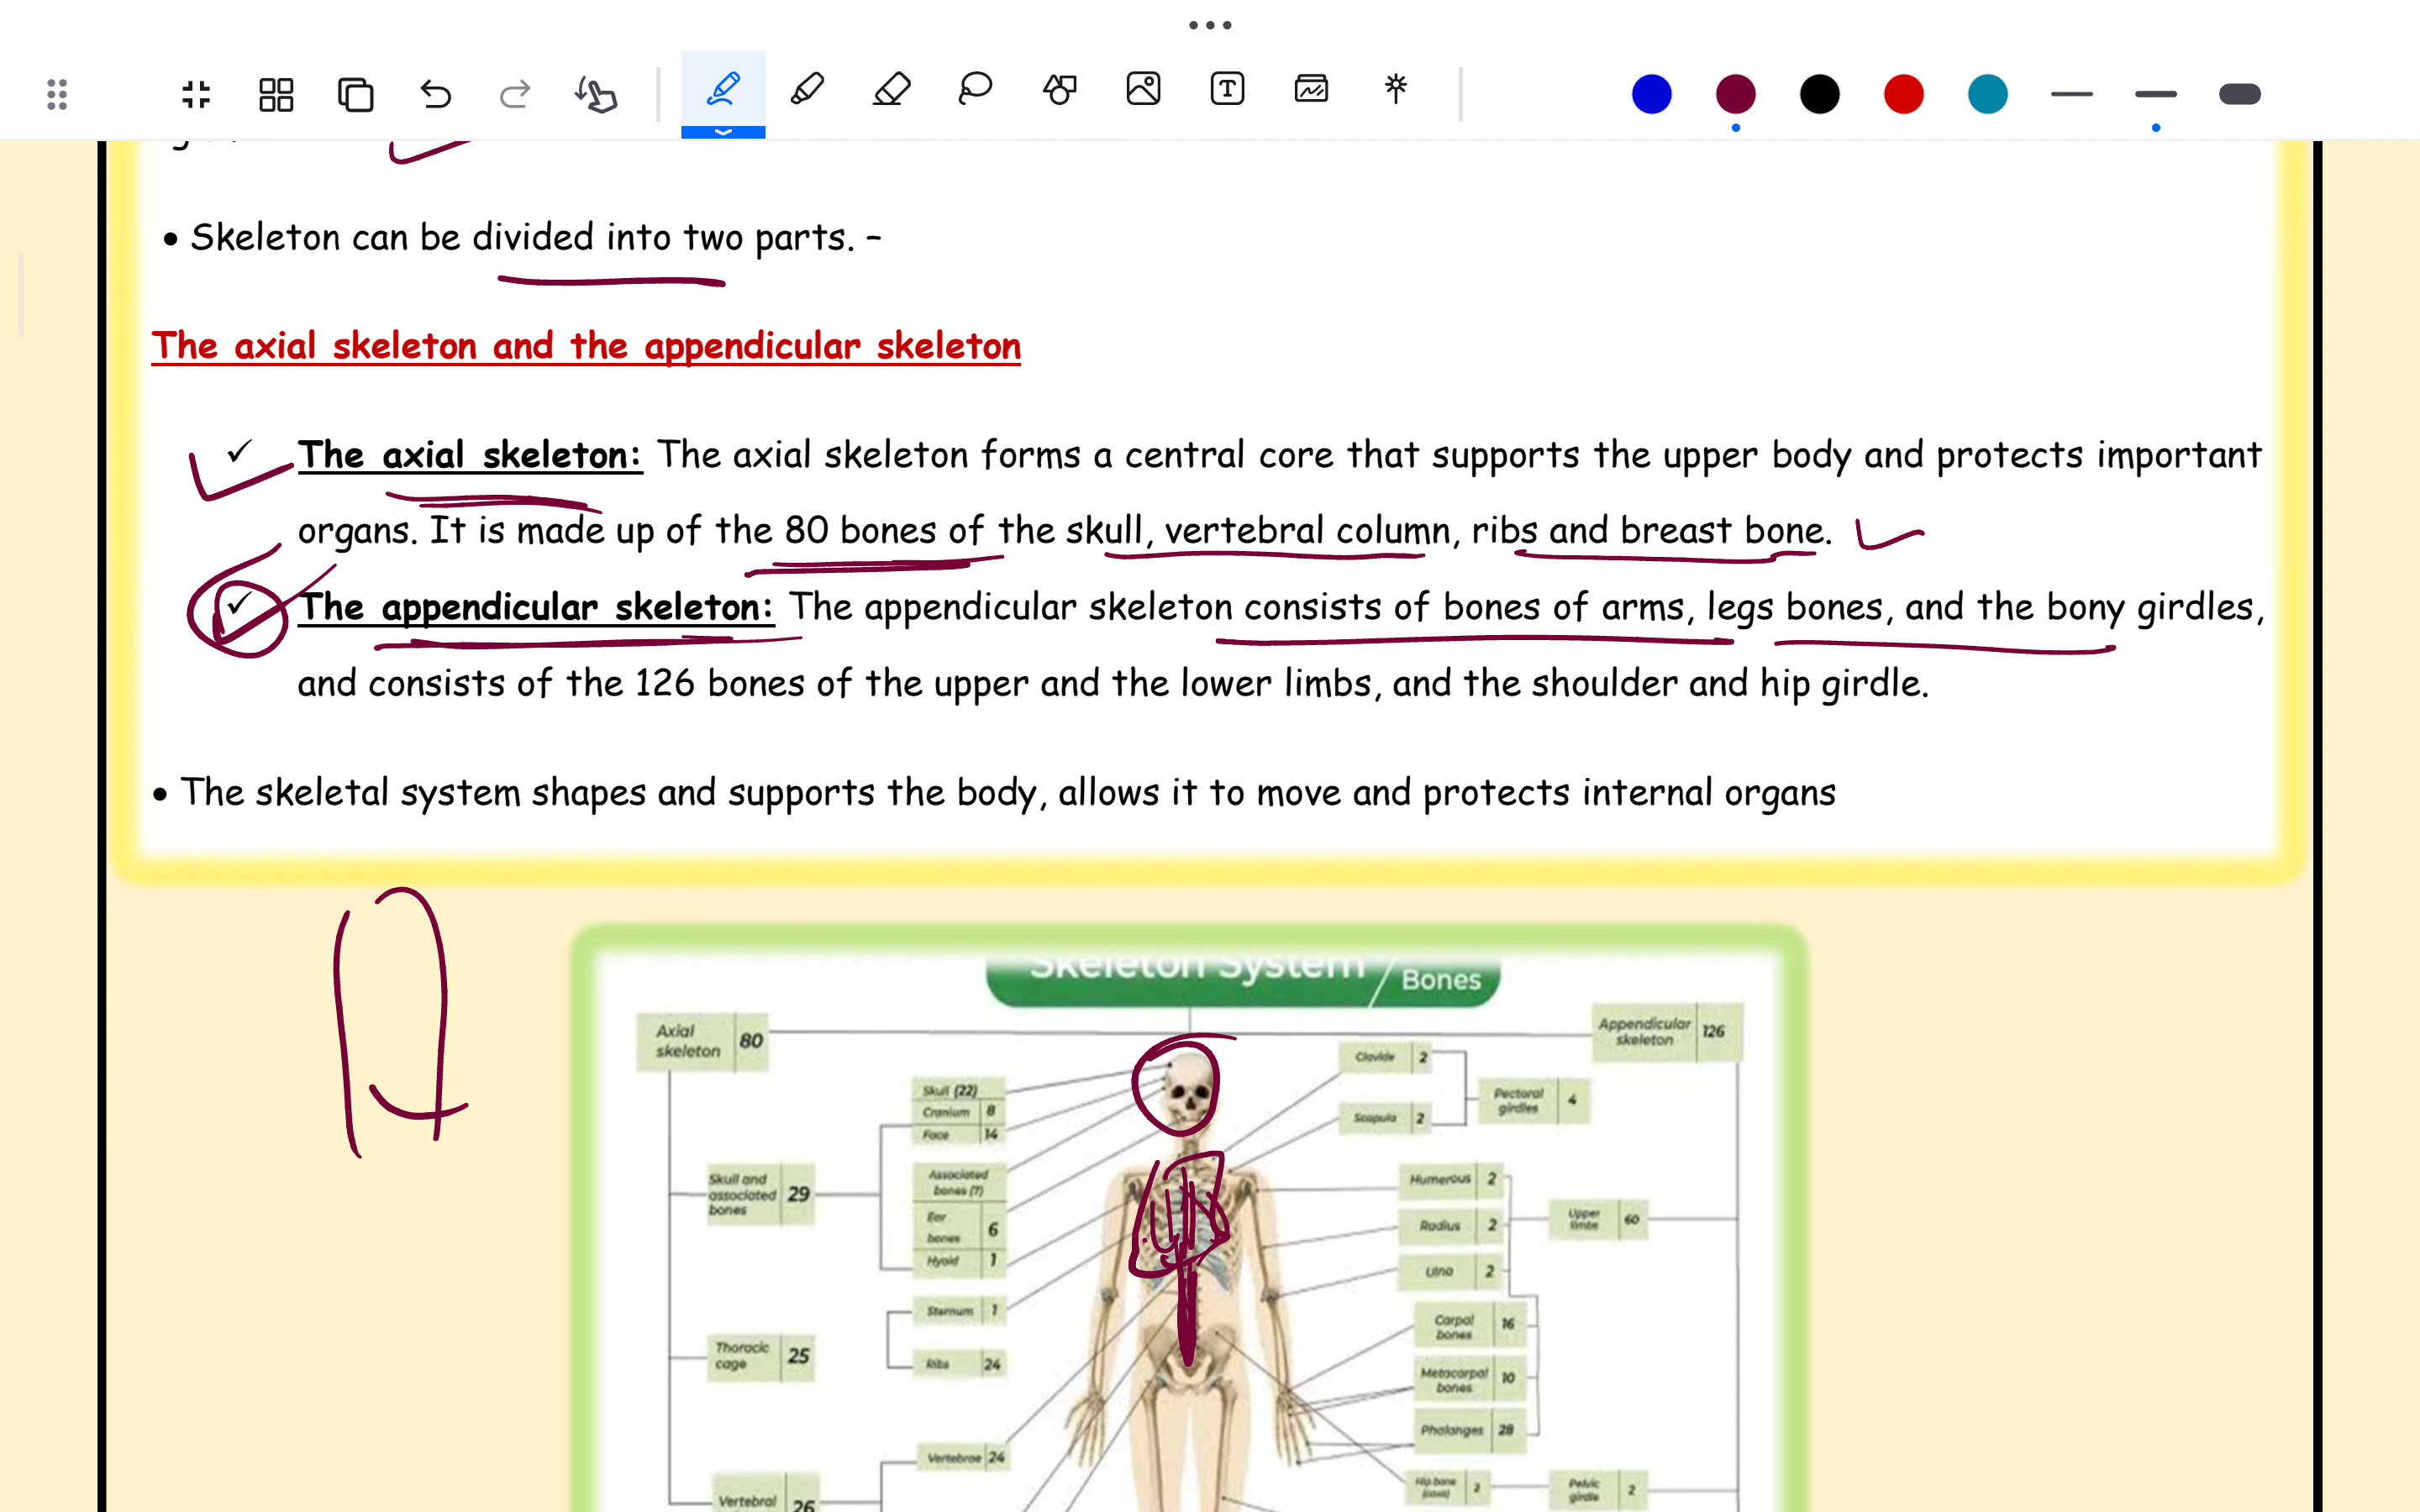 • Skeleton can be divided into two parts. -
The axial skeleton and the appendicular skeleton
✓ The axial skeleton: The axial skeleton forms a central core that supports the upper body and protects important
organs. It is made up of the 80 bones of the skull, vertebral column, ribs and breast bone.
✓ The appendicular skeleton: The appendicular skeleton consists of bones of arms, legs bones, and the bony girdles,
and consists of the 126 bones of the upper and the lower limbs, and the shoulder and hip girdle.
• The skeletal system shapes and supports the body, allows it to move and protects internal organs
Skeleton System / Bones
Axial
skeleton 80
Appendicular
skeleton 126
Skull (22)
Cranium 8
Face 14
Skull and
associated
bones 29
Associated
bones (7)
Ear
bones 6
Hyoid 1
Sternum 1
Thoracic
cage 25
Ribs 24
Vertebrae 24
Vertebral 26
Clavide 2
Scapula 2
Pectoral
girdles 4
Humerous 2
Radius 2
Ulna 2
Upper
limbs 60
Carpal
bones 16
Metacarpal
bones 10
Phalanges 28
Hip bone
2
Pelvic
girdle 2